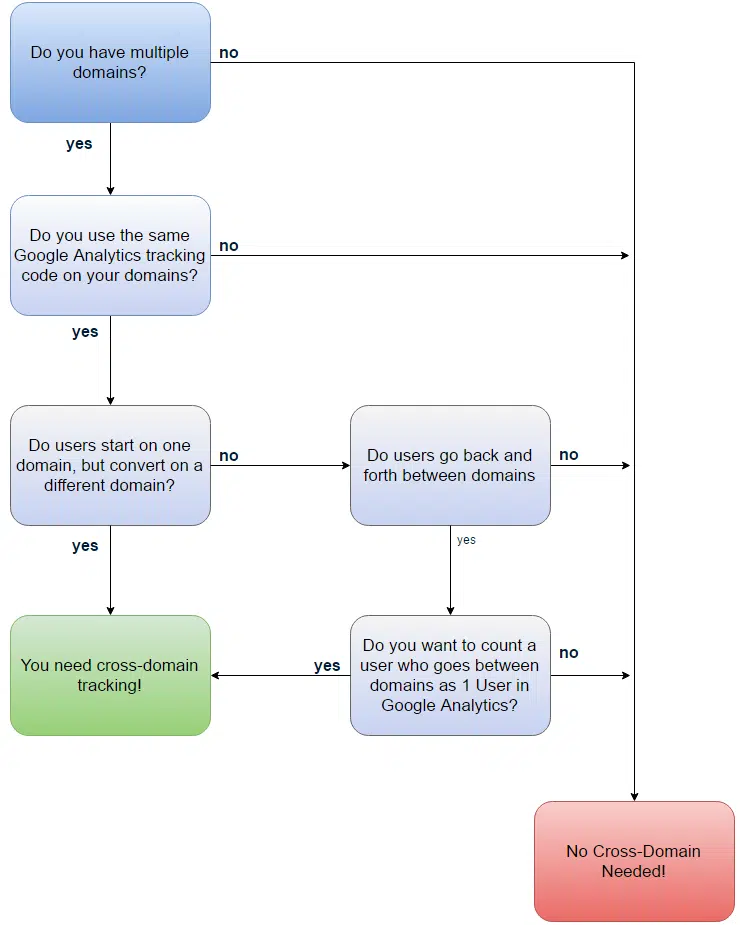 Do you have multiple
domains?
no
yes
Do you use the same
Google Analytics tracking
code on your domains?
no
yes
Do users start on one
domain, but convert on a
different domain?
no
Do users go back and
forth between domains
no
yes
yes
You need cross-domain
tracking!
yes
Do you want to count a
user who goes between
domains as 1 User in
Google Analytics?
no
No Cross-Domain
Needed!